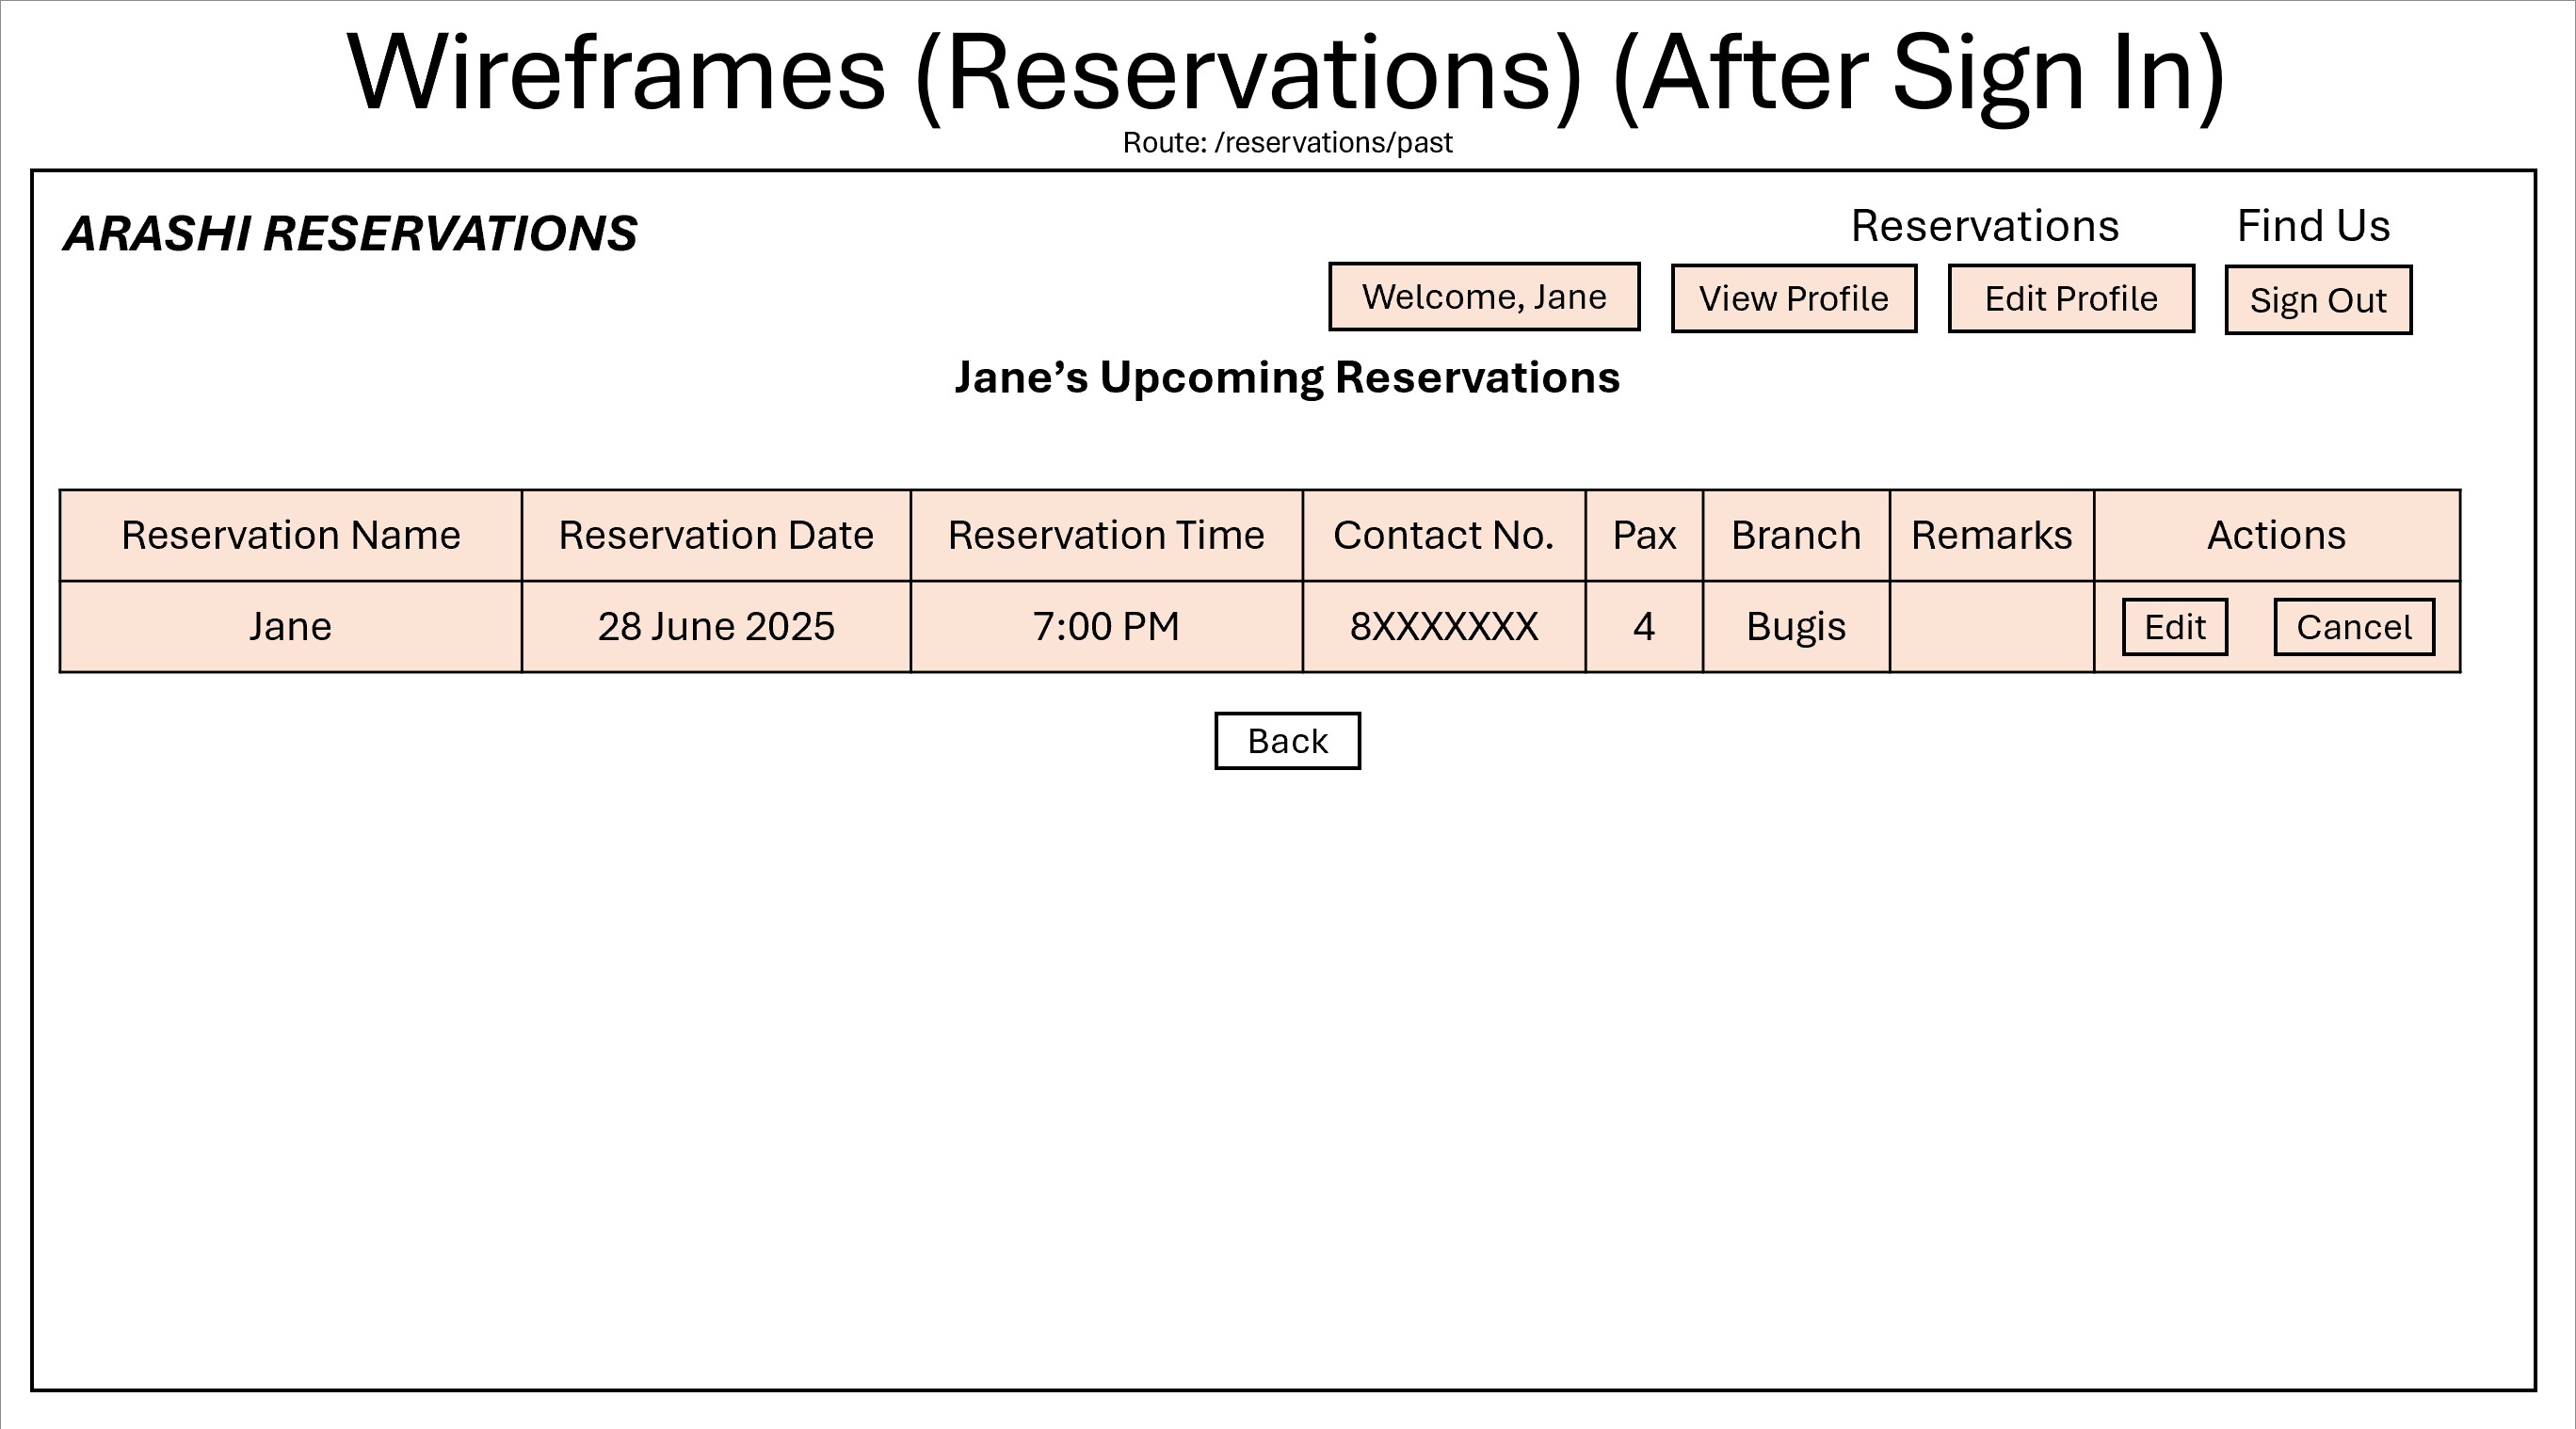 Wireframes (Reservations) (After Sign In)
Route: /reservations/past
ARASHI RESERVATIONS
Reservations Find Us
Welcome, Jane View Profile Edit Profile Sign Out
Jane’s Upcoming Reservations
Reservation Name Reservation Date Reservation Time Contact No. Pax Branch Remarks Actions
Jane 28 June 2025 7:00 PM 8XXXXXXX 4 Bugis Edit Cancel
Back